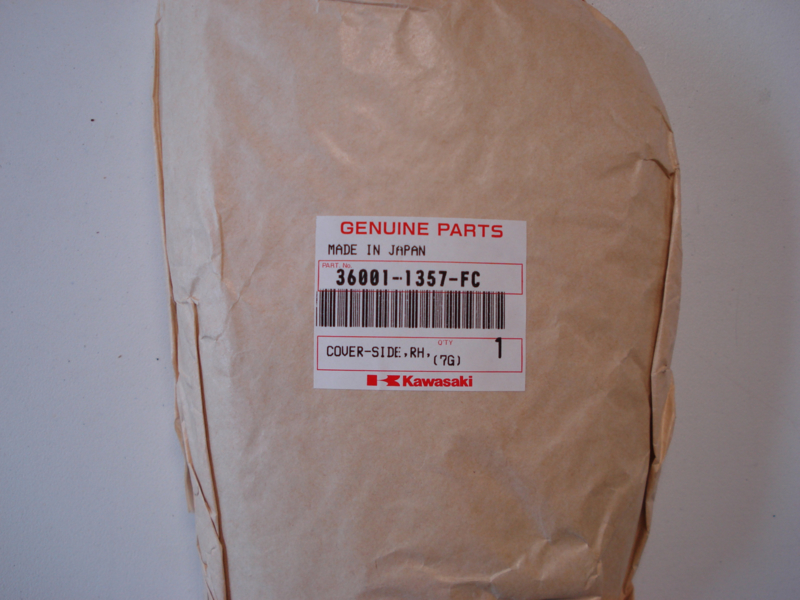 GENUINE PARTS
MADE IN JAPAN
PART. No.
36001-1357-FC
QTY
COVER-SIDE,RH, (7G) 1
Kawasaki